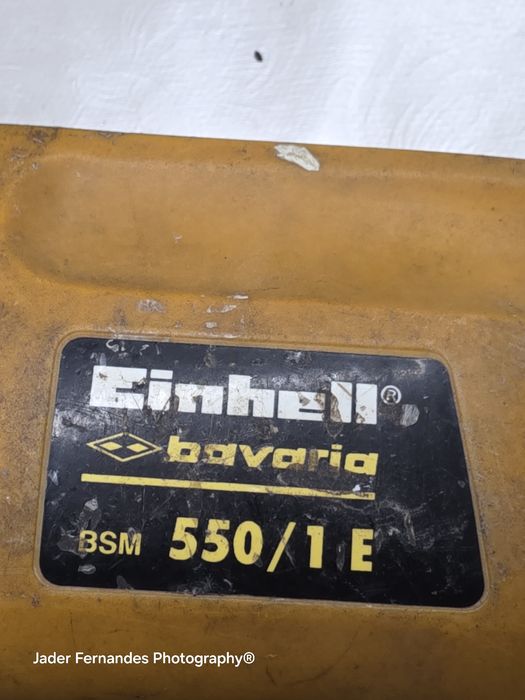 Einhell®
bavaria
BSM 550/1 E
Jader Fernandes Photography®